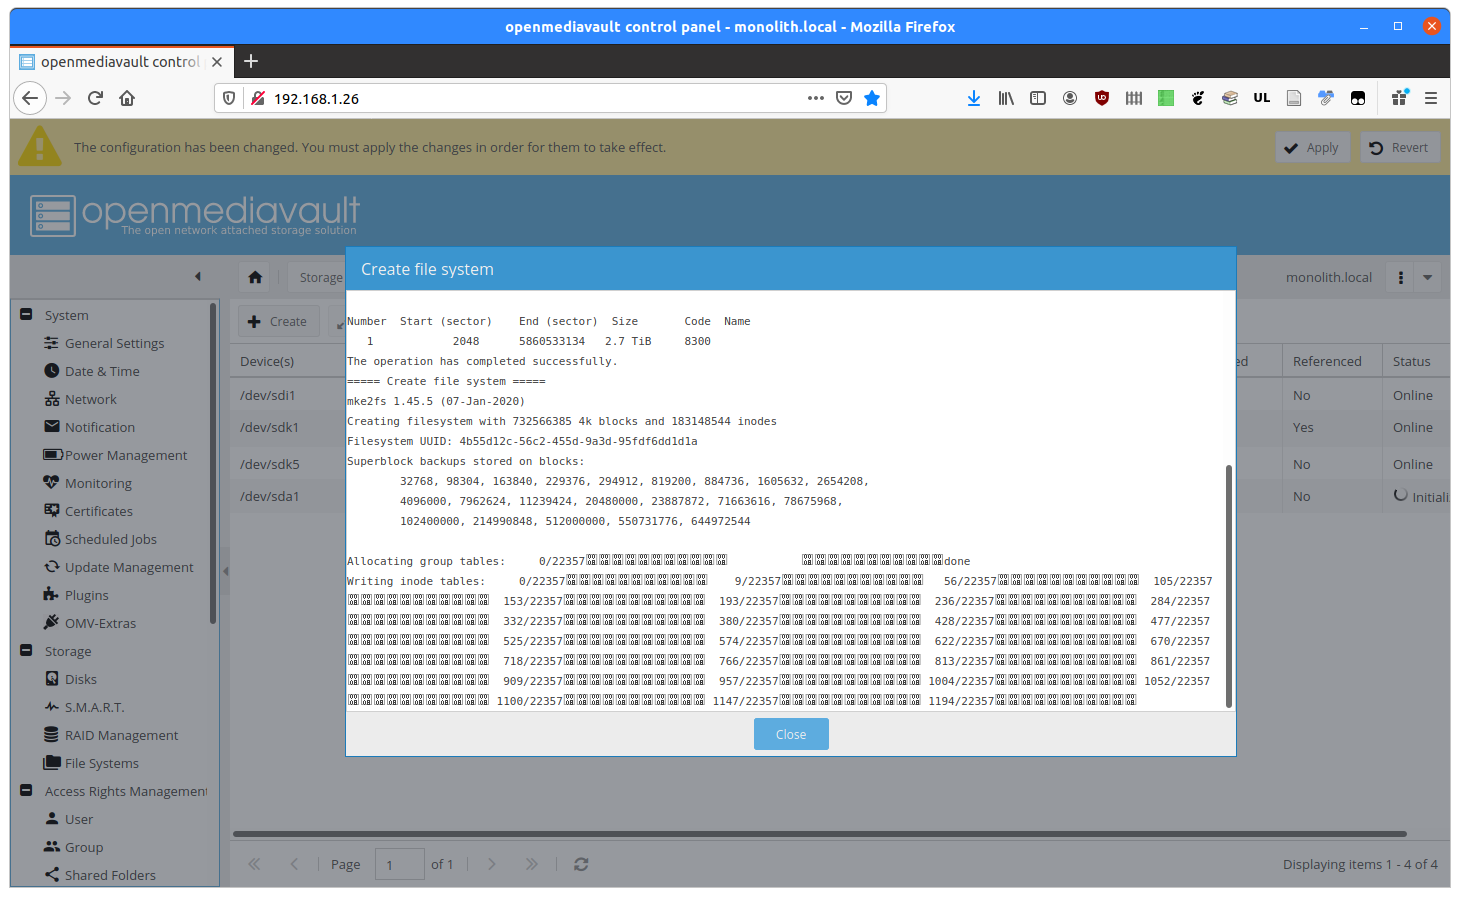 openmediavault control panel - monolith.local - Mozilla Firefox
openmediavault control
192.168.1.26
UL
The configuration has been changed. You must apply the changes in order for them to take effect.
Apply
Revert
openmediavault
The open network attached storage solution
Storage
monolith.local
Create
Device(s)
Referenced
Status
/dev/sdi1
No
Online
/dev/sdk1
Yes
Online
/dev/sdk5
No
Online
/dev/sda1
No
Initiali
System
General Settings
Date & Time
Network
Notification
Power Management
Monitoring
Certificates
Scheduled Jobs
Update Management
Plugins
OMV-Extras
Storage
Disks
S.M.A.R.T.
RAID Management
File Systems
Access Rights Management
User
Group
Shared Folders
Create file system
Number Start (sector) End (sector) Size Code Name
1 2048 5860533134 2.7 TiB 8300
The operation has completed successfully.
===== Create file system =====
mke2fs 1.45.5 (07-Jan-2020)
Creating filesystem with 732566385 4k blocks and 183148544 inodes
Filesystem UUID: 4b55d12c-56c2-455d-9a3d-95fdf6dd1d1a
Superblock backups stored on blocks:
32768, 98304, 163840, 229376, 294912, 819200, 884736, 1605632, 2654208,
4096000, 7962624, 11239424, 20480000, 23887872, 71663616, 78675968,
102400000, 214990848, 512000000, 550731776, 644972544
Allocating group tables: 0/22357 done
Writing inode tables: 0/22357 9/22357 56/22357 105/22357
153/22357 193/22357 236/22357 284/22357
332/22357 380/22357 428/22357 477/22357
525/22357 574/22357 622/22357 670/22357
718/22357 766/22357 813/22357 861/22357
909/22357 957/22357 1004/22357 1052/22357
1100/22357 1147/22357 1194/22357
Close
Page 1 of 1
Displaying items 1 - 4 of 4